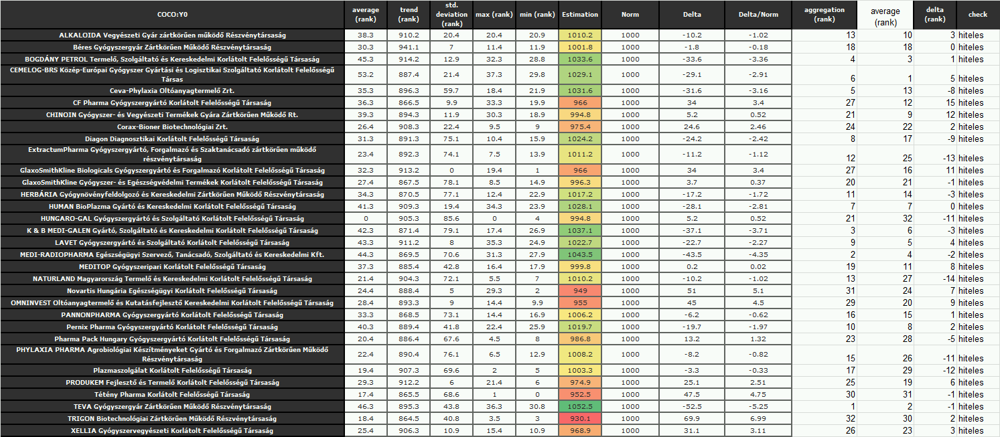 COCO:Y0 average (rank) trend (rank) std. deviation (rank) max (rank) min (rank) Estimation Norm Delta Delta/Norm aggregation (rank) average (rank) delta (rank) check
ALKALOIDA Vegyészeti Gyár zártkörűen működő Részvénytársaság 38.3 910.2 20.4 20.4 20.9 1010.2 1000 -10.2 -1.02 13 10 3 hiteles
Béres Gyógyszergyár Zártkörűen Működő Részvénytársaság 30.3 941.1 7 11.4 11.9 1001.8 1000 -1.8 -0.18 18 18 0 hiteles
BOGDÁNY PETROL Termelő, Szolgáltató és Kereskedelmi Korlátolt Felelősségű Társaság 45.3 914.2 12.9 32.3 28.8 1033.6 1000 -33.6 -3.36 4 3 1 hiteles
CEMELOG-BRS Közép-Európai Gyógyszer Gyártási és Logisztikai Szolgáltató Korlátolt Felelősségű Társas 53.2 887.4 21.4 37.3 29.8 1029.1 1000 -29.1 -2.91 6 1 5 hiteles
Ceva-Phylaxia Oltóanyagtermelő Zrt. 35.3 896.3 59.7 18.4 21.9 1031.6 1000 -31.6 -3.16 5 13 -8 hiteles
CF Pharma Gyógyszergyártó Korlátolt Felelősségű Társaság 36.3 866.5 9.9 33.3 19.9 966 1000 34 3.4 27 12 15 hiteles
CHINOIN Gyógyszer- és Vegyészeti Termékek Gyára Zártkörűen Működő Rt. 39.3 894.3 11.9 30.3 18.9 994.8 1000 5.2 0.52 21 9 12 hiteles
Corax-Bioner Biotechnológiai Zrt. 26.4 908.3 22.4 9.5 9 975.4 1000 24.6 2.46 24 22 2 hiteles
Diagon Diagnosztikai Korlátolt Felelősségű Társaság 31.3 891.3 75.1 10.4 15.9 1024.2 1000 -24.2 -2.42 8 17 -9 hiteles
ExtractumPharma Gyógyszergyártó, Forgalmazó és Szaktanácsadó zártkörűen működő részvénytársaság 23.4 892.3 74.1 7.5 13.9 1011.2 1000 -11.2 -1.12 12 25 -13 hiteles
GlaxoSmithKline Biologicals Gyógyszergyártó és Forgalmazó Korlátolt Felelősségű Társaság 32.3 913.2 0 19.4 1 966 1000 34 3.4 27 16 11 hiteles
GlaxoSmithKline Gyógyszer- és Egészségvédelmi Termékek Korlátolt Felelősségű Társaság 27.4 867.5 78.1 8.5 14.9 996.3 1000 3.7 0.37 20 21 -1 hiteles
HERBÁRIA Gyógynövényfeldolgozó és Kereskedelmi Zártkörűen Működő Részvénytársaság 34.3 870.5 77.1 12.4 22.9 1017.2 1000 -17.2 -1.72 11 14 -3 hiteles
HUMAN BioPlazma Gyártó és Kereskedelmi Korlátolt Felelősségű Társaság 41.3 909.3 19.4 34.3 23.9 1028.1 1000 -28.1 -2.81 7 7 0 hiteles
HUNGARO-GAL Gyógyszergyártó és Szolgáltató Korlátolt Felelősségű Társaság 0 905.3 85.6 0 4 994.8 1000 5.2 0.52 21 32 -11 hiteles
K & B MEDI-GALEN Gyártó, Szolgáltató és Kereskedelmi Korlátolt Felelősségű Társaság 42.3 871.4 79.1 17.4 26.9 1037.1 1000 -37.1 -3.71 3 6 -3 hiteles
LAVET Gyógyszergyártó és Szolgáltató Korlátolt Felelősségű Társaság 43.3 911.2 8 35.3 24.9 1022.7 1000 -22.7 -2.27 9 5 4 hiteles
MEDI-RADIOPHARMA Egészségügyi Szervező, Tanácsadó, Szolgáltató és Kereskedelmi Kft. 44.3 869.5 70.6 31.3 27.9 1043.5 1000 -43.5 -4.35 2 4 -2 hiteles
MEDITOP Gyógyszeripari Korlátolt Felelősségű Társaság 37.3 885.4 42.8 16.4 17.9 999.8 1000 0.2 0.02 19 11 8 hiteles
NATURLAND Magyarország Termelő és Kereskedelmi Korlátolt Felelősségű Társaság 21.4 904.3 72.1 5.5 7 1010.2 1000 -10.2 -1.02 13 27 -14 hiteles
Novartis Hungária Egészségügyi Korlátolt Felelősségű Társaság 24.4 888.4 5 29.3 2 949 1000 51 5.1 31 24 7 hiteles
OMNINVEST Oltóanyagtermelő és Kutatásfejlesztő Kereskedelmi Korlátolt Felelősségű Társaság 28.4 893.3 9 14.4 9.9 955 1000 45 4.5 29 20 9 hiteles
PANNONPHARMA Gyógyszergyártó Korlátolt Felelősségű Társaság 33.3 868.5 73.1 14.4 16.9 1006.2 1000 -6.2 -0.62 16 15 1 hiteles
Pernix Pharma Gyógyszergyártó Korlátolt Felelősségű Társaság 40.3 889.4 41.8 22.4 25.9 1019.7 1000 -19.7 -1.97 10 8 2 hiteles
Pharma Pack Hungary Gyógyszergyártó Korlátolt Felelősségű Társaság 20.4 886.4 67.6 4.5 8 986.8 1000 13.2 1.32 23 28 -5 hiteles
PHYLAXIA PHARMA Agrobiológiai Készítményeket Gyártó és Forgalmazó Zártkörűen Működő Részvénytársaság 22.4 890.4 76.1 6.5 12.9 1008.2 1000 -8.2 -0.82 15 26 -11 hiteles
Plazmaszolgálat Korlátolt Felelősségű Társaság 19.4 907.3 69.6 2 5 1003.3 1000 -3.3 -0.33 17 29 -12 hiteles
PRODUKEM Fejlesztő és Termelő Korlátolt Felelősségű Társaság 29.3 912.2 6 21.4 6 974.9 1000 25.1 2.51 25 19 6 hiteles
Tétény Pharma Korlátolt Felelősségű Társaság 17.4 865.5 68.6 1 0 952.5 1000 47.5 4.75 30 31 -1 hiteles
TEVA Gyógyszergyár Zártkörűen Működő Részvénytársaság 46.3 895.3 43.8 36.3 30.8 1052.5 1000 -52.5 -5.25 1 2 -1 hiteles
TRIGON Biotechnológiai Zártkörűen Működő Részvénytársaság 18.4 864.5 40.8 3.5 3 930.1 1000 69.9 6.99 32 30 2 hiteles
XELLIA Gyógyszervegyészeti Korlátolt Felelősségű Társaság 25.4 906.3 10.9 15.4 10.9 968.9 1000 31.1 3.11 26 23 3 hiteles